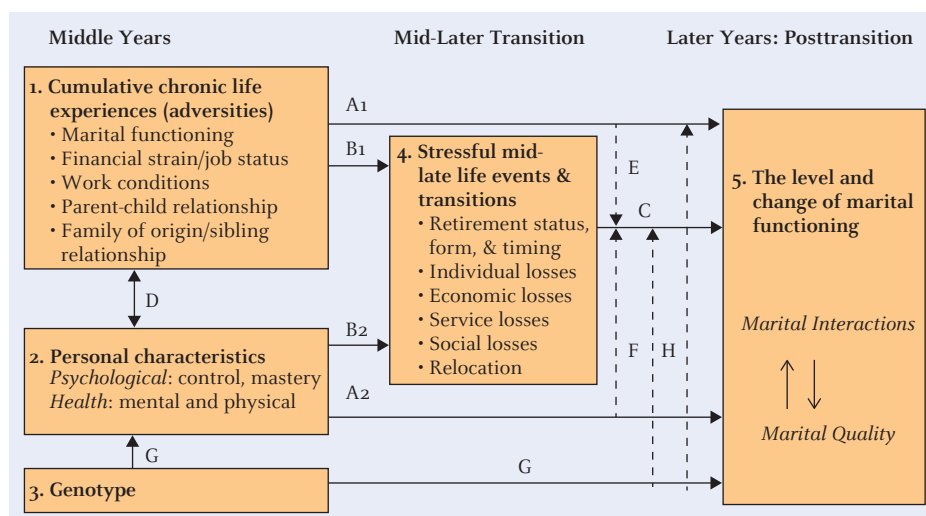 Middle Years
Mid-Later Transition
Later Years: Posttransition
1. Cumulative chronic life
experiences (adversities)
• Marital functioning
• Financial strain/job status
• Work conditions
• Parent-child relationship
• Family of origin/sibling
relationship
A1
B1
4. Stressful mid-
late life events &
transitions
• Retirement status,
form, & timing
• Individual losses
• Economic losses
• Service losses
• Social losses
• Relocation
E
C
5. The level and
change of marital
functioning
D
B2
2. Personal characteristics
Psychological: control, mastery
Health: mental and physical
A2
F
H
Marital Interactions
Marital Quality
G
G
3. Genotype